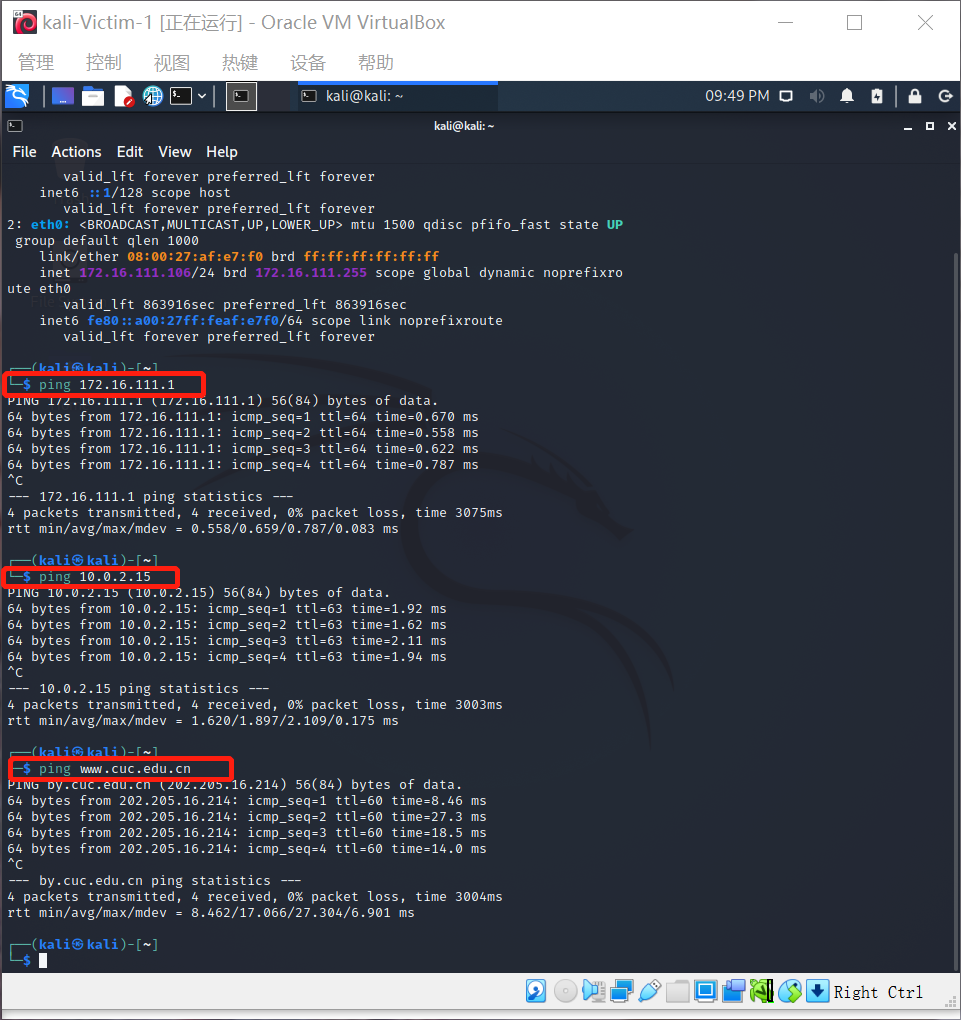 kali-Victim-1 [正在运行] - Oracle VM VirtualBox
管理 控制 视图 热键 设备 帮助
kali@kali: ~ 09:49 PM
kali@kali: ~
File Actions Edit View Help
valid_lft forever preferred_lft forever
inet6 ::1/128 scope host
valid_lft forever preferred_lft forever
2: eth0: <BROADCAST,MULTICAST,UP,LOWER_UP> mtu 1500 qdisc pfifo_fast state UP
group default qlen 1000
link/ether 08:00:27:af:e7:f0 brd ff:ff:ff:ff:ff:ff
inet 172.16.111.106/24 brd 172.16.111.255 scope global dynamic noprefixro
ute eth0
valid_lft 863916sec preferred_lft 863916sec
inet6 fe80::a00:27ff:feaf:e7f0/64 scope link noprefixroute
valid_lft forever preferred_lft forever
┌──(kali㉿kali)-[~]
└─$ ping 172.16.111.1
PING 172.16.111.1 (172.16.111.1) 56(84) bytes of data.
64 bytes from 172.16.111.1: icmp_seq=1 ttl=64 time=0.670 ms
64 bytes from 172.16.111.1: icmp_seq=2 ttl=64 time=0.558 ms
64 bytes from 172.16.111.1: icmp_seq=3 ttl=64 time=0.622 ms
64 bytes from 172.16.111.1: icmp_seq=4 ttl=64 time=0.787 ms
^C
--- 172.16.111.1 ping statistics ---
4 packets transmitted, 4 received, 0% packet loss, time 3075ms
rtt min/avg/max/mdev = 0.558/0.659/0.787/0.083 ms
┌──(kali㉿kali)-[~]
└─$ ping 10.0.2.15
PING 10.0.2.15 (10.0.2.15) 56(84) bytes of data.
64 bytes from 10.0.2.15: icmp_seq=1 ttl=63 time=1.92 ms
64 bytes from 10.0.2.15: icmp_seq=2 ttl=63 time=1.62 ms
64 bytes from 10.0.2.15: icmp_seq=3 ttl=63 time=2.11 ms
64 bytes from 10.0.2.15: icmp_seq=4 ttl=63 time=1.94 ms
^C
--- 10.0.2.15 ping statistics ---
4 packets transmitted, 4 received, 0% packet loss, time 3003ms
rtt min/avg/max/mdev = 1.620/1.897/2.109/0.175 ms
┌──(kali㉿kali)-[~]
└─$ ping www.cuc.edu.cn
PING by.cuc.edu.cn (202.205.16.214) 56(84) bytes of data.
64 bytes from 202.205.16.214: icmp_seq=1 ttl=60 time=8.46 ms
64 bytes from 202.205.16.214: icmp_seq=2 ttl=60 time=27.3 ms
64 bytes from 202.205.16.214: icmp_seq=3 ttl=60 time=18.5 ms
64 bytes from 202.205.16.214: icmp_seq=4 ttl=60 time=14.0 ms
^C
--- by.cuc.edu.cn ping statistics ---
4 packets transmitted, 4 received, 0% packet loss, time 3004ms
rtt min/avg/max/mdev = 8.462/17.066/27.304/6.901 ms
┌──(kali㉿kali)-[~]
└─$
Right Ctrl